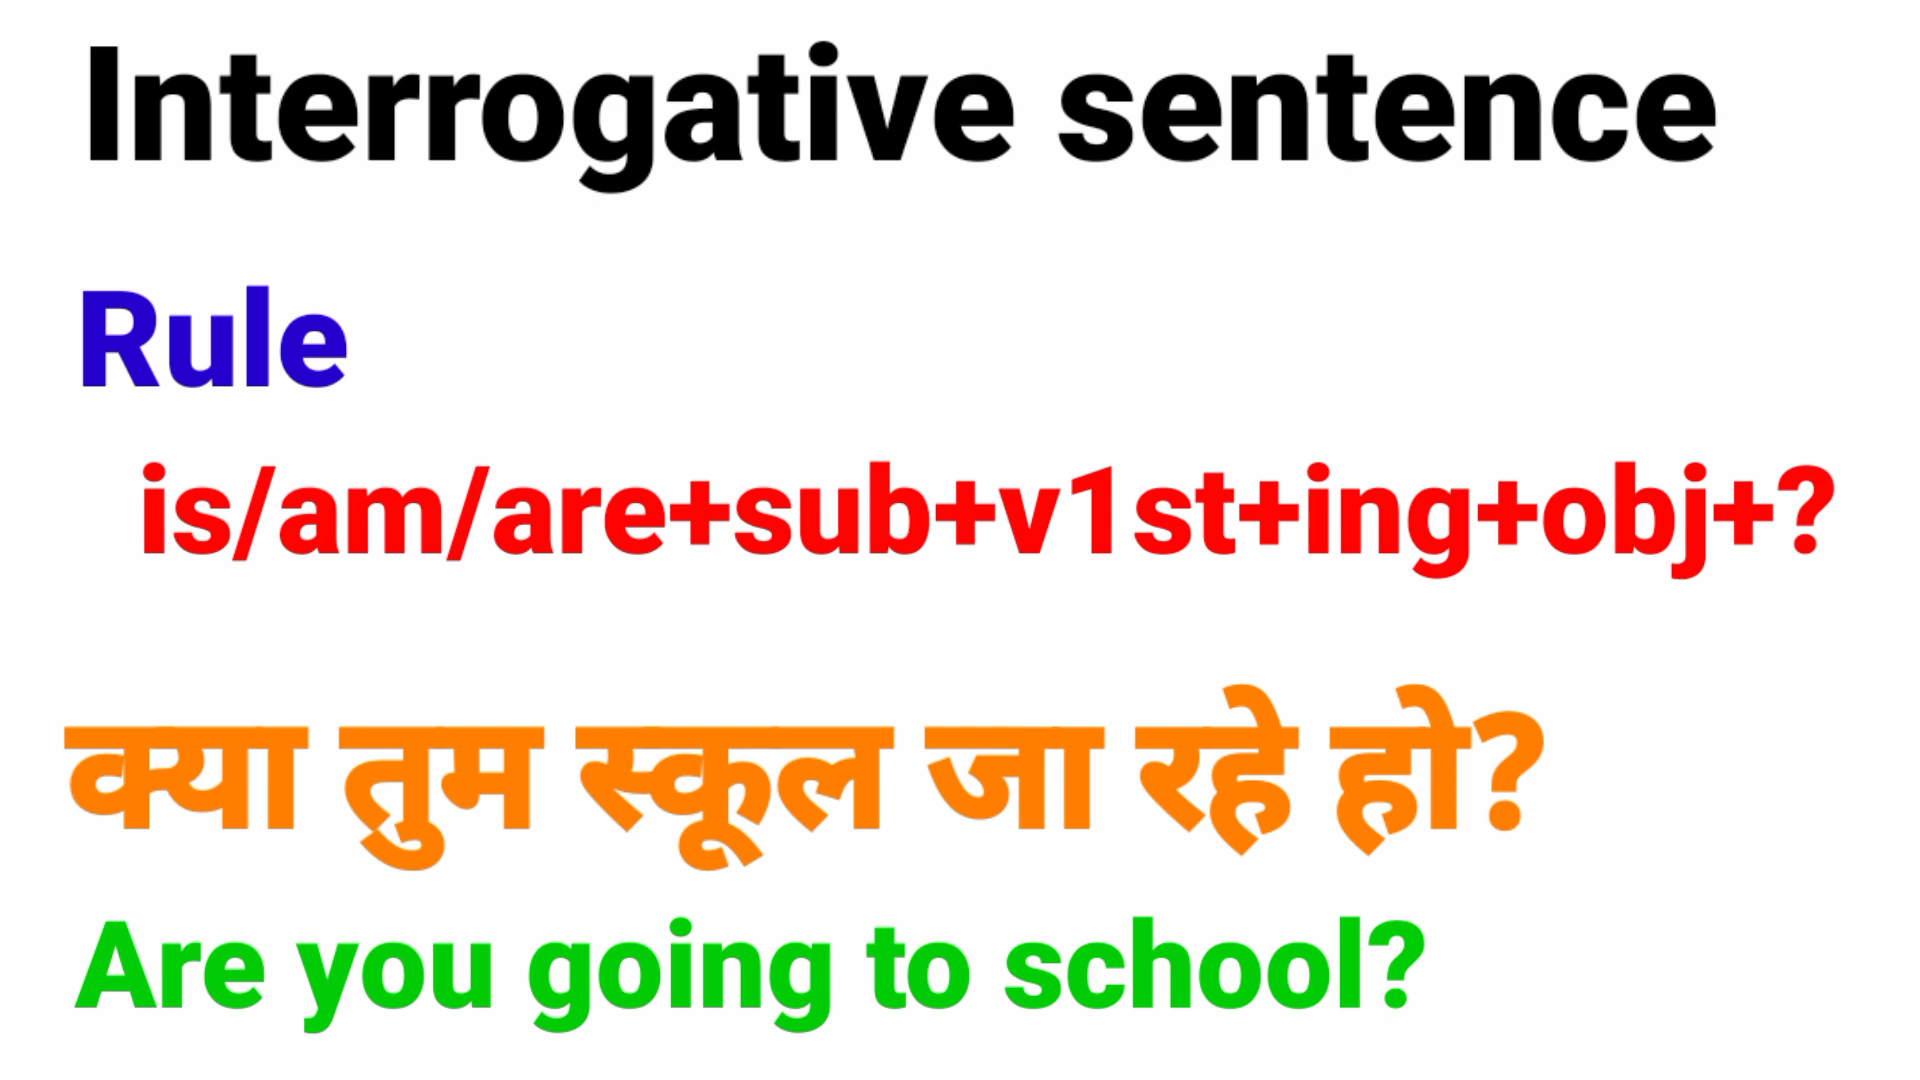 Interrogative sentence
Rule
is/am/are+sub+v1st+ing+obj+?
क्या तुम स्कूल जा रहे हो?
Are you going to school?